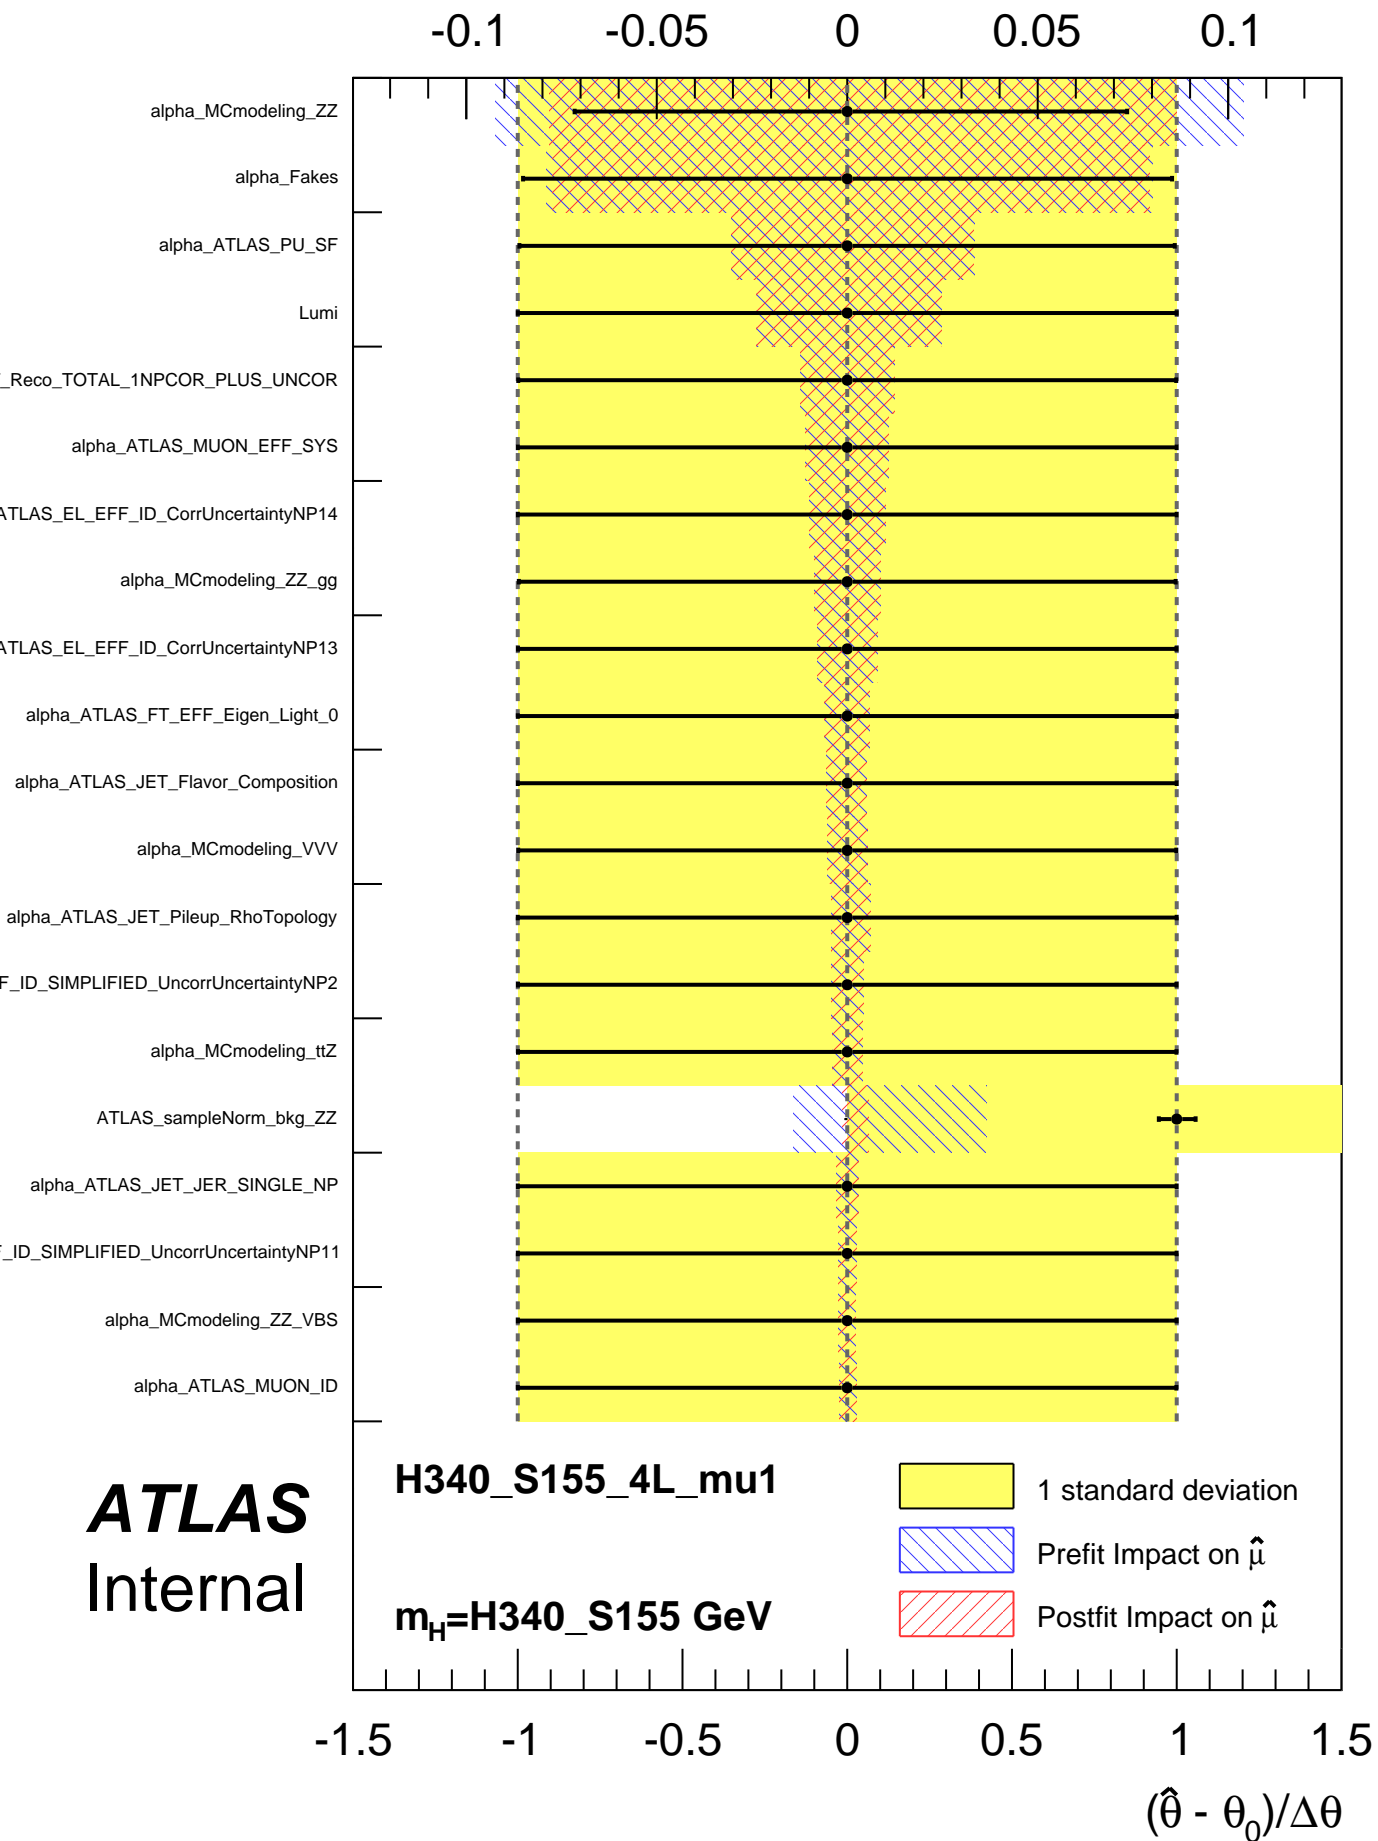 -0.1 -0.05 0 0.05 0.1
alpha_MCmodeling_ZZ
alpha_Fakes
alpha_ATLAS_PU_SF
Lumi
_Reco_TOTAL_1NPCOR_PLUS_UNCOR
alpha_ATLAS_MUON_EFF_SYS
ATLAS_EL_EFF_ID_CorrUncertaintyNP14
alpha_MCmodeling_ZZ_gg
ATLAS_EL_EFF_ID_CorrUncertaintyNP13
alpha_ATLAS_FT_EFF_Eigen_Light_0
alpha_ATLAS_JET_Flavor_Composition
alpha_MCmodeling_VVV
alpha_ATLAS_JET_Pileup_RhoTopology
F_ID_SIMPLIFIED_UncorrUncertaintyNP2
alpha_MCmodeling_ttZ
ATLAS_sampleNorm_bkg_ZZ
alpha_ATLAS_JET_JER_SINGLE_NP
F_ID_SIMPLIFIED_UncorrUncertaintyNP11
alpha_MCmodeling_ZZ_VBS
alpha_ATLAS_MUON_ID
ATLAS
Internal
H340_S155_4L_mu1
m_H=H340_S155 GeV
1 standard deviation
Prefit Impact on μ̂
Postfit Impact on μ̂
-1.5 -1 -0.5 0 0.5 1 1.5
(θ̂ - θ₀)/Δθ